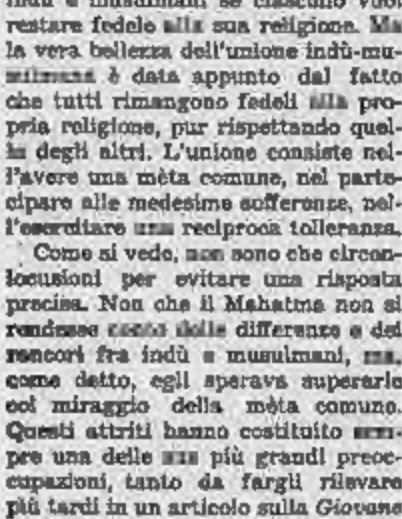 indù e musulmani se ciascuno vuol
restare fedele alla sua religione. Ma
la vera bellezza dell'unione indù-mu-
sulmana è data appunto dal fatto
che tutti rimangono fedeli alla pro-
pria religione, pur rispettando quel-
la degli altri. L'unione consiste nel-
l'avere una mèta comune, nel parte-
cipare alle medesime sofferenze, nel-
l'esercitare una reciproca tolleranza.
Come si vede, non sono che circon-
locuzioni per evitare una risposta
precisa. Non che il Mahatma non si
rendesse conto delle differenze e dei
rancori fra indù e musulmani, ma,
come detto, egli sperava superarle
col miraggio della mèta comune.
Questi attriti hanno costituito sem-
pre una delle sue più grandi preoc-
cupazioni, tanto da fargli rilevare
più tardi in un articolo sulla Giovane